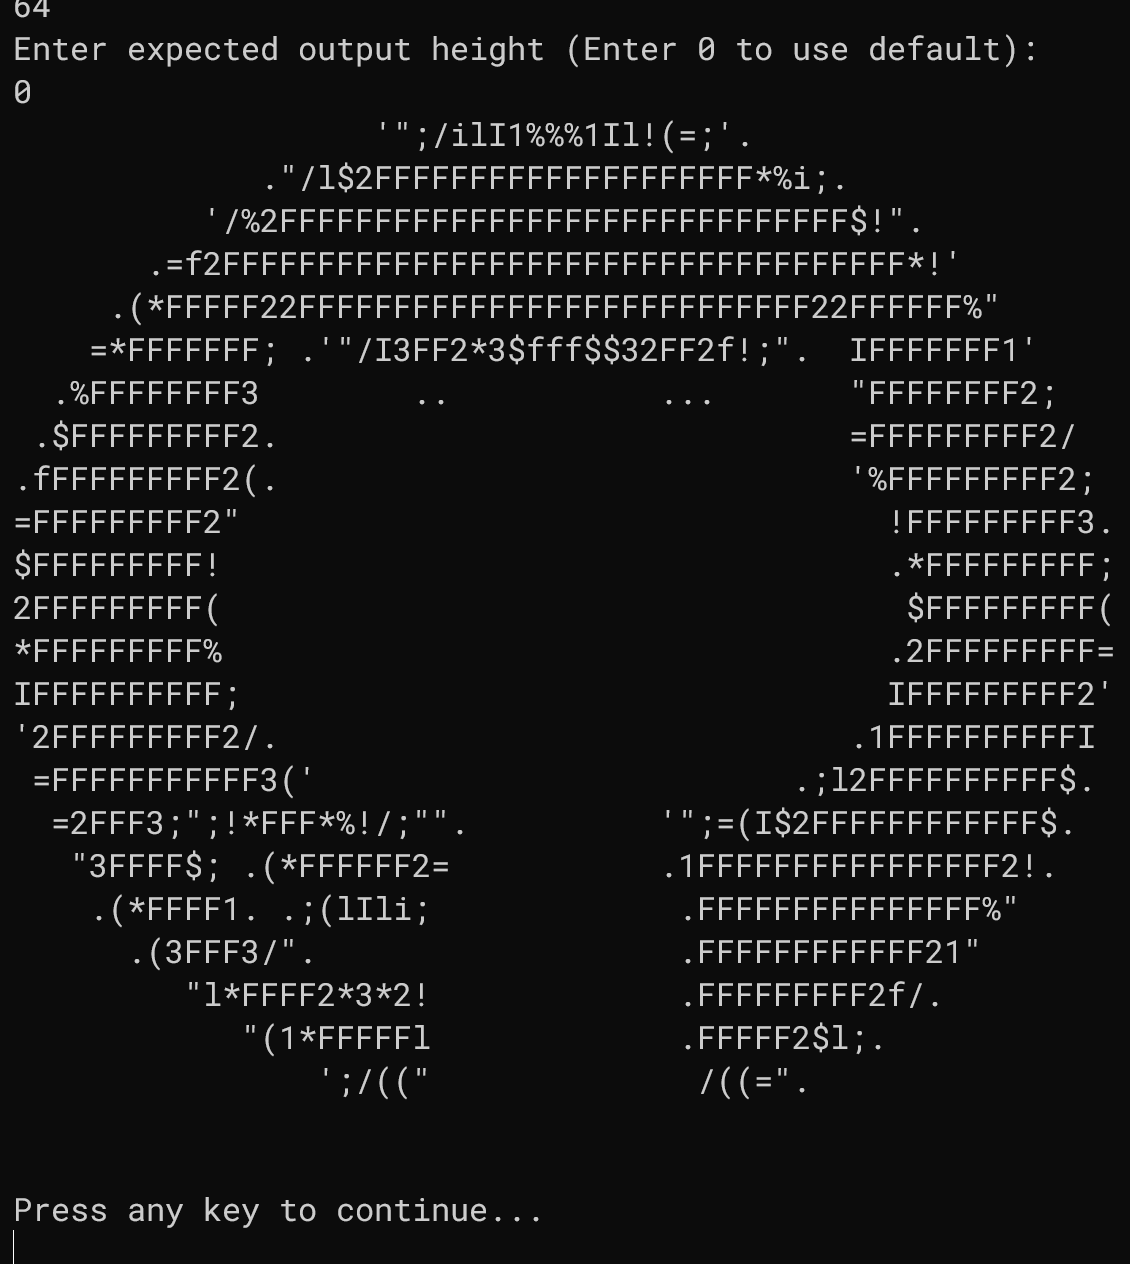 64
Enter expected output height (Enter 0 to use default):
0
                   '";/ilI1%%%1Il!(=;'.
             ."/l$2FFFFFFFFFFFFFFFFFFFF*%i;.
          '/%2FFFFFFFFFFFFFFFFFFFFFFFFFFFFFF$!".
       .=f2FFFFFFFFFFFFFFFFFFFFFFFFFFFFFFFFFFFF*!'
     .(*FFFFF22FFFFFFFFFFFFFFFFFFFFFFFFFFF22FFFFFF%"
    =*FFFFFFF; .'"/I3FF2*3$fff$$32FF2f!;".  IFFFFFFF1'
  .%FFFFFFFF3        ..           ...       "FFFFFFFF2;
 .$FFFFFFFFF2.                              =FFFFFFFFF2/
.fFFFFFFFFF2(.                              '%FFFFFFFFF2;
=FFFFFFFFF2"                                  !FFFFFFFFF3.
$FFFFFFFFF!                                   .*FFFFFFFFF;
2FFFFFFFFF(                                    $FFFFFFFFF(
*FFFFFFFFF%                                   .2FFFFFFFFF=
IFFFFFFFFFF;                                  IFFFFFFFFF2'
'2FFFFFFFFF2/.                              .1FFFFFFFFFFI
 =FFFFFFFFFFF3('                         .;l2FFFFFFFFFF$.
  =2FFF3;";!*FFF*%!/;"".          '";=(I$2FFFFFFFFFFFF$.
   "3FFFF$; .(*FFFFFF2=           .1FFFFFFFFFFFFFFFF2!.
    .(*FFFF1. .;(lIli;             .FFFFFFFFFFFFFFF%"
      .(3FFF3/".                   .FFFFFFFFFFFF21"
         "l*FFFF2*3*2!             .FFFFFFFFF2f/.
            "(1*FFFFFl             .FFFFF2$l;.
                ';/(("              /((=".
Press any key to continue...